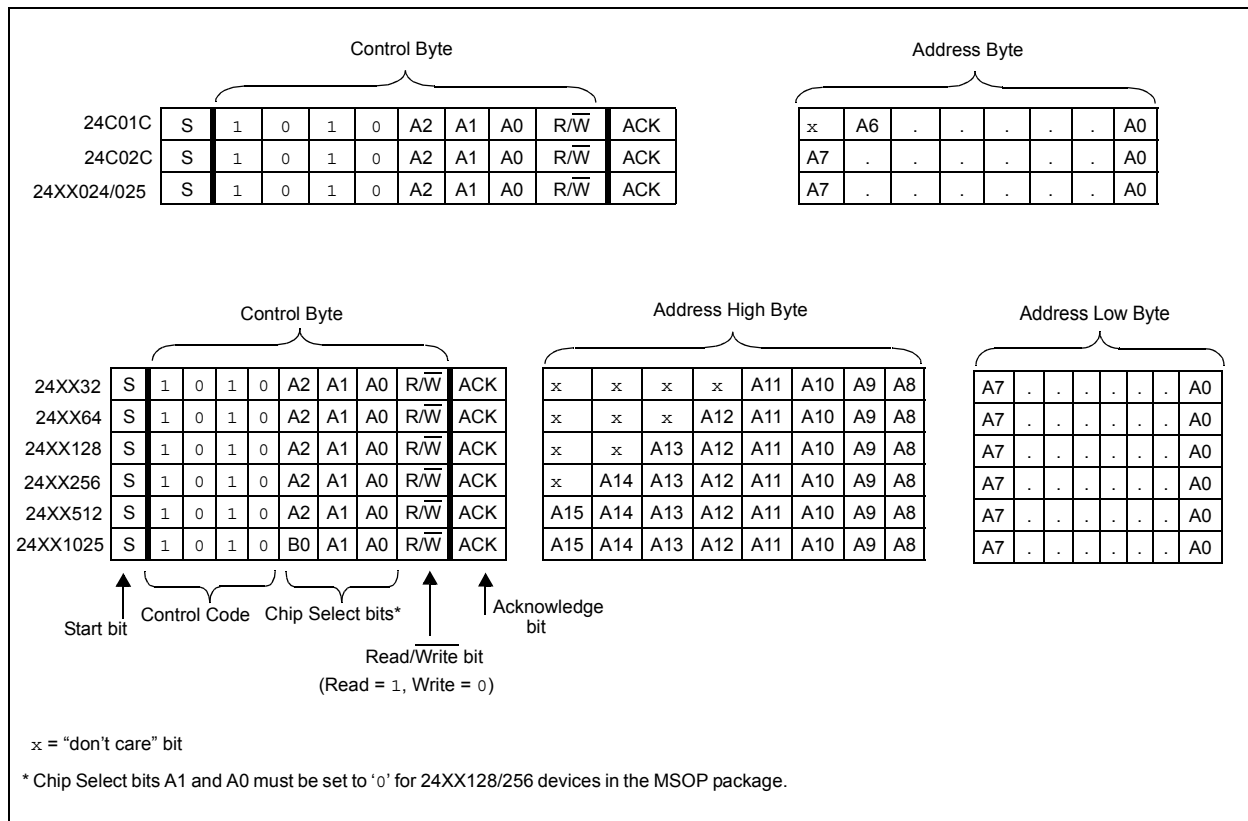 Control Byte Address Byte
24C01C S 1 0 1 0 A2 A1 A0 R/W̅ ACK x A6 . . . . . A0
24C02C S 1 0 1 0 A2 A1 A0 R/W̅ ACK A7 . . . . . . A0
24XX024/025 S 1 0 1 0 A2 A1 A0 R/W̅ ACK A7 . . . . . . A0
Control Byte Address High Byte Address Low Byte
24XX32 S 1 0 1 0 A2 A1 A0 R/W̅ ACK x x x x A11 A10 A9 A8 A7 . . . . . . A0
24XX64 S 1 0 1 0 A2 A1 A0 R/W̅ ACK x x x A12 A11 A10 A9 A8 A7 . . . . . . A0
24XX128 S 1 0 1 0 A2 A1 A0 R/W̅ ACK x x A13 A12 A11 A10 A9 A8 A7 . . . . . . A0
24XX256 S 1 0 1 0 A2 A1 A0 R/W̅ ACK x A14 A13 A12 A11 A10 A9 A8 A7 . . . . . . A0
24XX512 S 1 0 1 0 A2 A1 A0 R/W̅ ACK A15 A14 A13 A12 A11 A10 A9 A8 A7 . . . . . . A0
24XX1025 S 1 0 1 0 B0 A1 A0 R/W̅ ACK A15 A14 A13 A12 A11 A10 A9 A8 A7 . . . . . . A0
Start bit
Control Code
Chip Select bits*
Acknowledge
bit
Read/W̅r̅i̅t̅e̅ bit
(Read = 1, Write = 0)
x = “don’t care” bit
* Chip Select bits A1 and A0 must be set to ‘0’ for 24XX128/256 devices in the MSOP package.